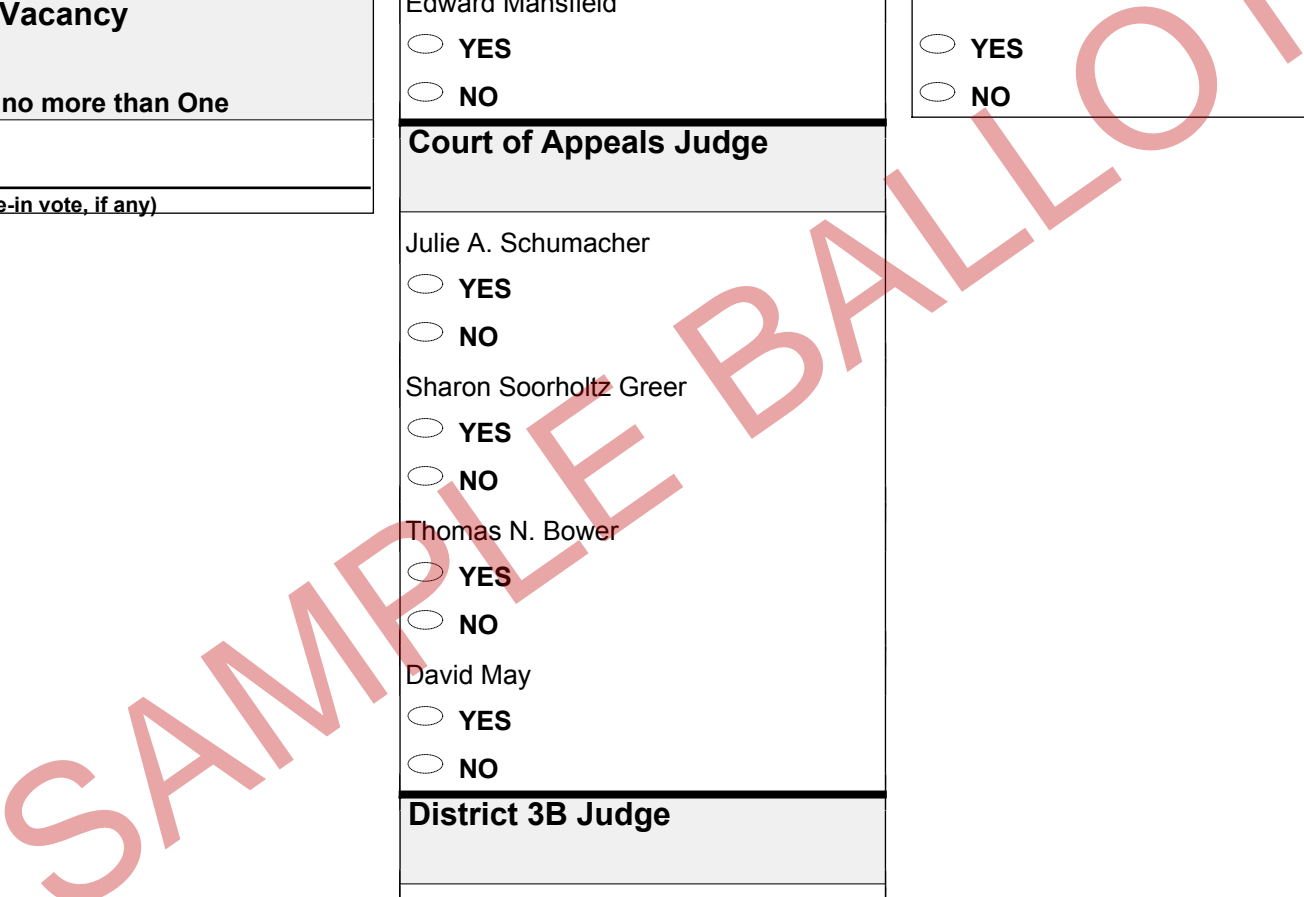 Vacancy
no more than One
e-in vote, if any)
Edward Mansfield
YES
NO
Court of Appeals Judge
Julie A. Schumacher
YES
NO
Sharon Soorholtz Greer
YES
NO
Thomas N. Bower
YES
NO
David May
YES
NO
District 3B Judge
YES
NO
SAMPLE BALLOT